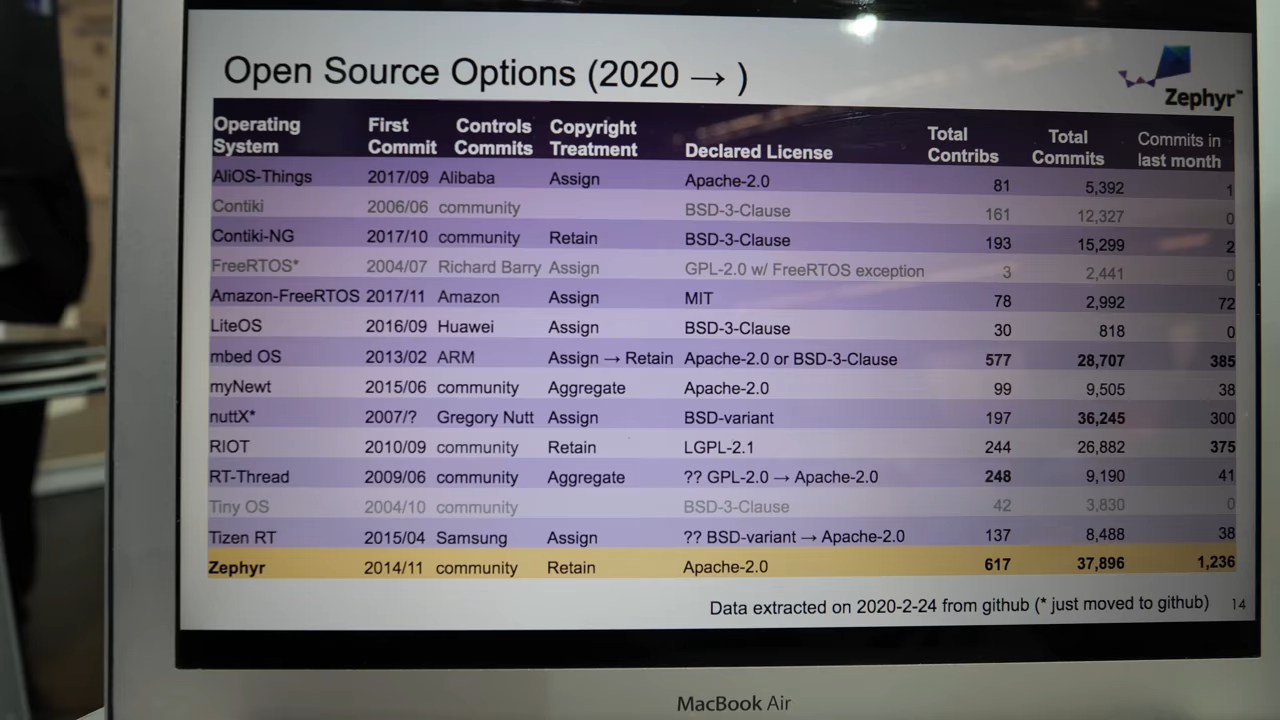 Open Source Options (2020 → )
Zephyr™
Operating System First Commit Controls Commits Copyright Treatment Declared License Total Contribs Total Commits Commits in last month
AliOS-Things 2017/09 Alibaba Assign Apache-2.0 81 5,392 1
Contiki 2006/06 community BSD-3-Clause 161 12,327 0
Contiki-NG 2017/10 community Retain BSD-3-Clause 193 15,299 2
FreeRTOS* 2004/07 Richard Barry Assign GPL-2.0 w/ FreeRTOS exception 3 2,441 0
Amazon-FreeRTOS 2017/11 Amazon Assign MIT 78 2,992 72
LiteOS 2016/09 Huawei Assign BSD-3-Clause 30 818 0
mbed OS 2013/02 ARM Assign → Retain Apache-2.0 or BSD-3-Clause 577 28,707 385
myNewt 2015/06 community Aggregate Apache-2.0 99 9,505 38
nuttX* 2007/? Gregory Nutt Assign BSD-variant 197 36,245 300
RIOT 2010/09 community Retain LGPL-2.1 244 26,882 375
RT-Thread 2009/06 community Aggregate ?? GPL-2.0 → Apache-2.0 248 9,190 41
Tiny OS 2004/10 community BSD-3-Clause 42 3,830 0
Tizen RT 2015/04 Samsung Assign ?? BSD-variant → Apache-2.0 137 8,488 38
Zephyr 2014/11 community Retain Apache-2.0 617 37,896 1,236
Data extracted on 2020-2-24 from github (* just moved to github) 14
MacBook Air